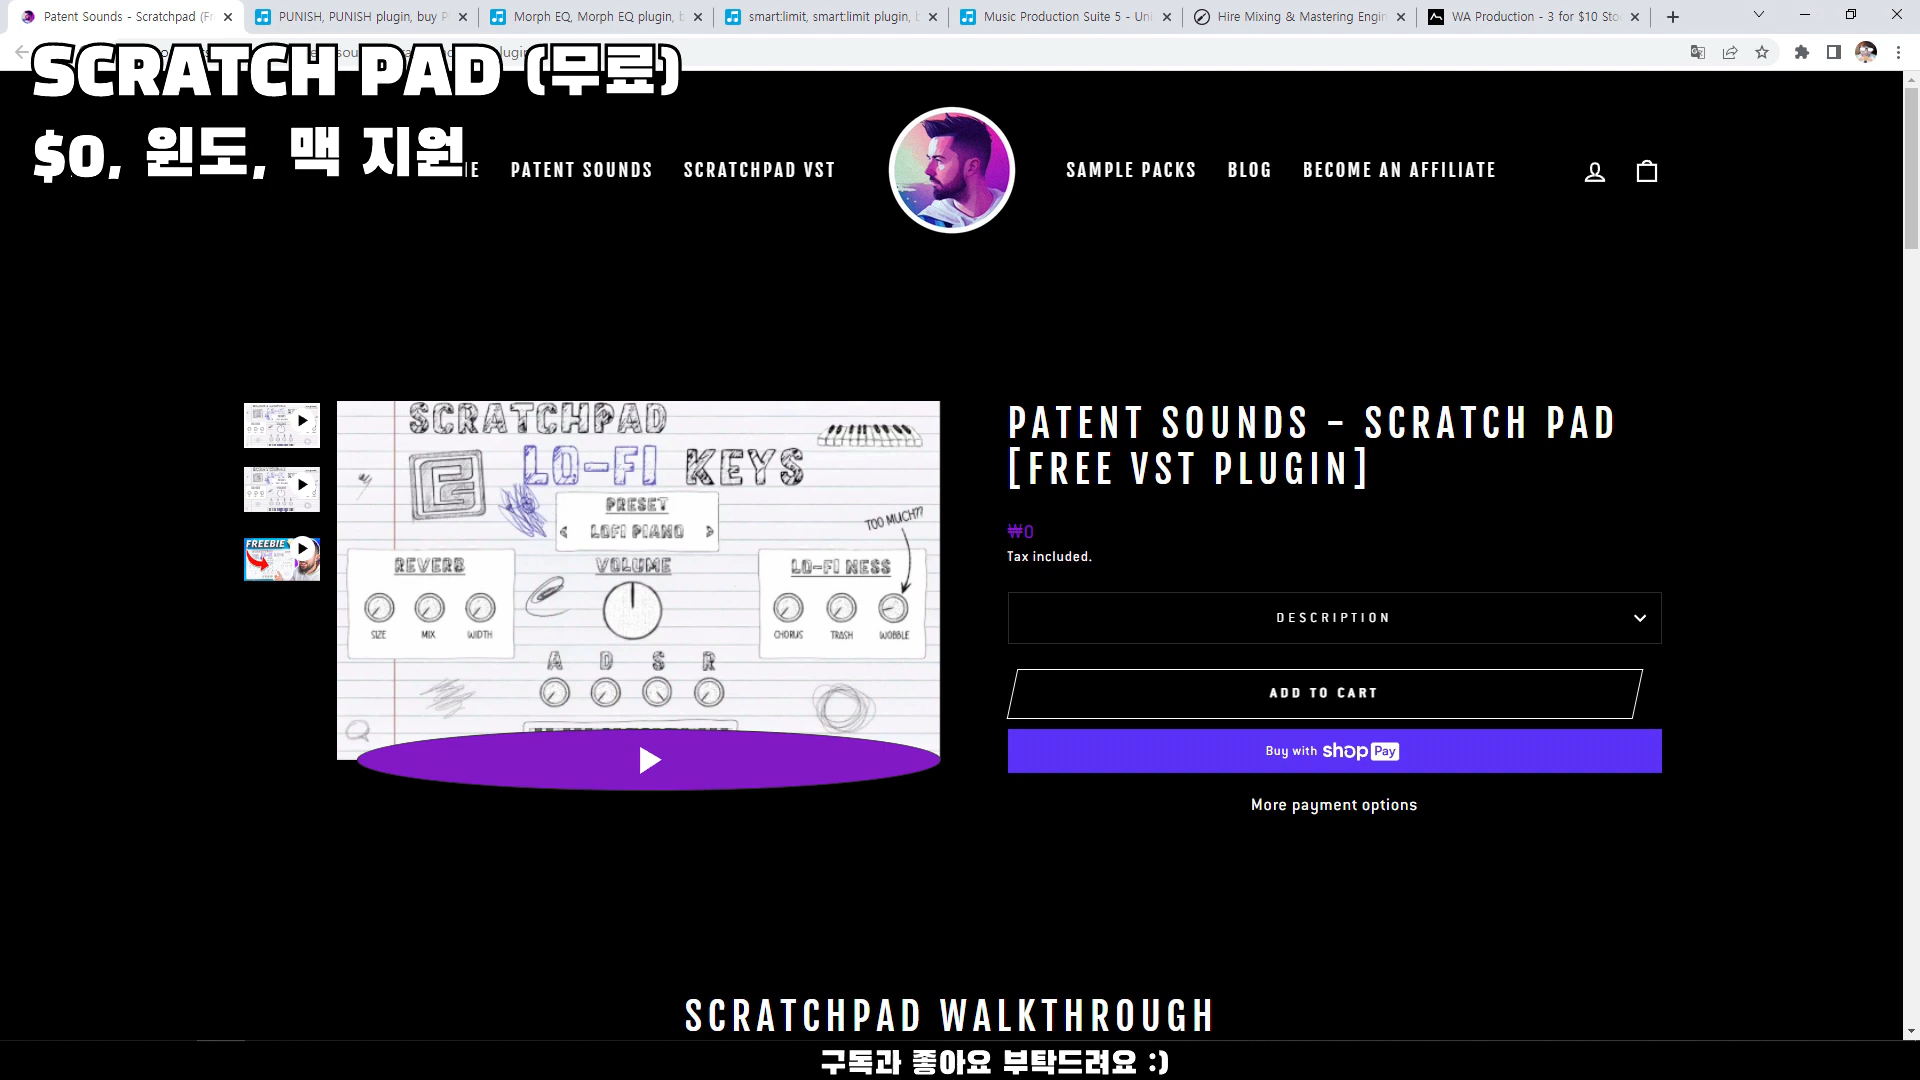 Patent Sounds - Scratchpad (Fr
PUNISH, PUNISH plugin, buy P
Morph EQ, Morph EQ plugin, b
smart:limit, smart:limit plugin, b
Music Production Suite 5 - Uni
Hire Mixing & Mastering Engin
WA Production - 3 for $10 Sto
SCRATCH PAD (무료)
$0, 윈도, 맥 지원
PATENT SOUNDS
SCRATCHPAD VST
SAMPLE PACKS
BLOG
BECOME AN AFFILIATE
SCRATCHPAD
LO-FI KEYS
PRESET
LOFI PIANO
TOO MUCH??
REVERB
VOLUME
LO-FI NESS
SIZE
MIX
WIDTH
CHORUS
TRASH
WOBBLE
A D S R
FREEBIE
PATENT SOUNDS - SCRATCH PAD
[FREE VST PLUGIN]
₩0
Tax included.
DESCRIPTION
ADD TO CART
Buy with shop Pay
More payment options
SCRATCHPAD WALKTHROUGH
구독과 좋아요 부탁드려요 :)